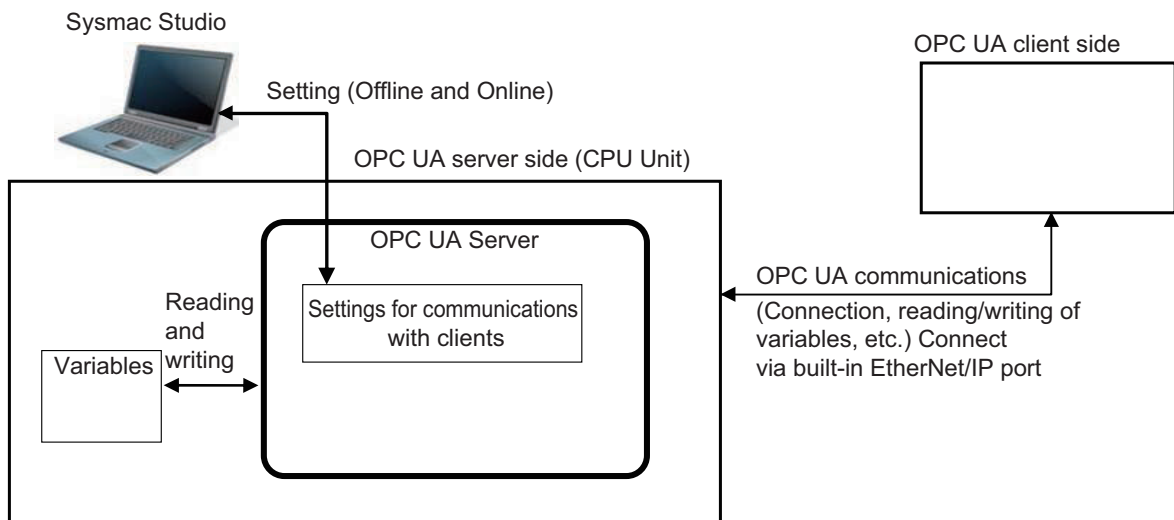 Sysmac Studio
OPC UA client side
Setting (Offline and Online)
OPC UA server side (CPU Unit)
OPC UA Server
OPC UA communications
(Connection, reading/writing of
variables, etc.) Connect
via built-in EtherNet/IP port
Reading
and
writing
Settings for communications
with clients
Variables